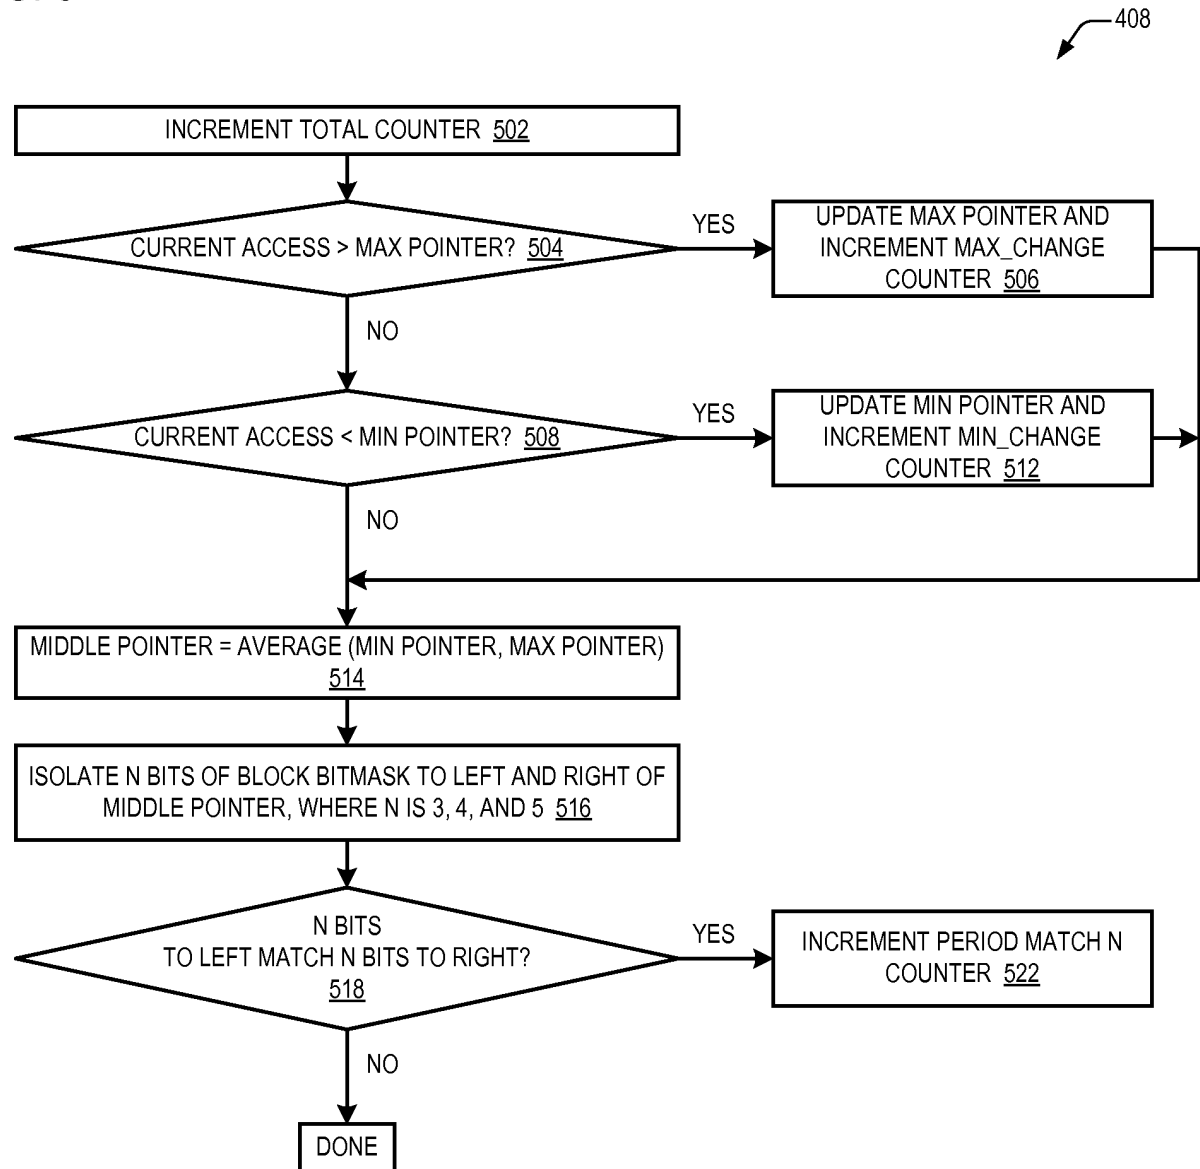 408
INCREMENT TOTAL COUNTER 502
CURRENT ACCESS > MAX POINTER? 504
YES
UPDATE MAX POINTER AND
INCREMENT MAX_CHANGE
COUNTER 506
NO
CURRENT ACCESS < MIN POINTER? 508
YES
UPDATE MIN POINTER AND
INCREMENT MIN_CHANGE
COUNTER 512
NO
MIDDLE POINTER = AVERAGE (MIN POINTER, MAX POINTER)
514
ISOLATE N BITS OF BLOCK BITMASK TO LEFT AND RIGHT OF
MIDDLE POINTER, WHERE N IS 3, 4, AND 5 516
N BITS
TO LEFT MATCH N BITS TO RIGHT?
518
YES
INCREMENT PERIOD MATCH N
COUNTER 522
NO
DONE